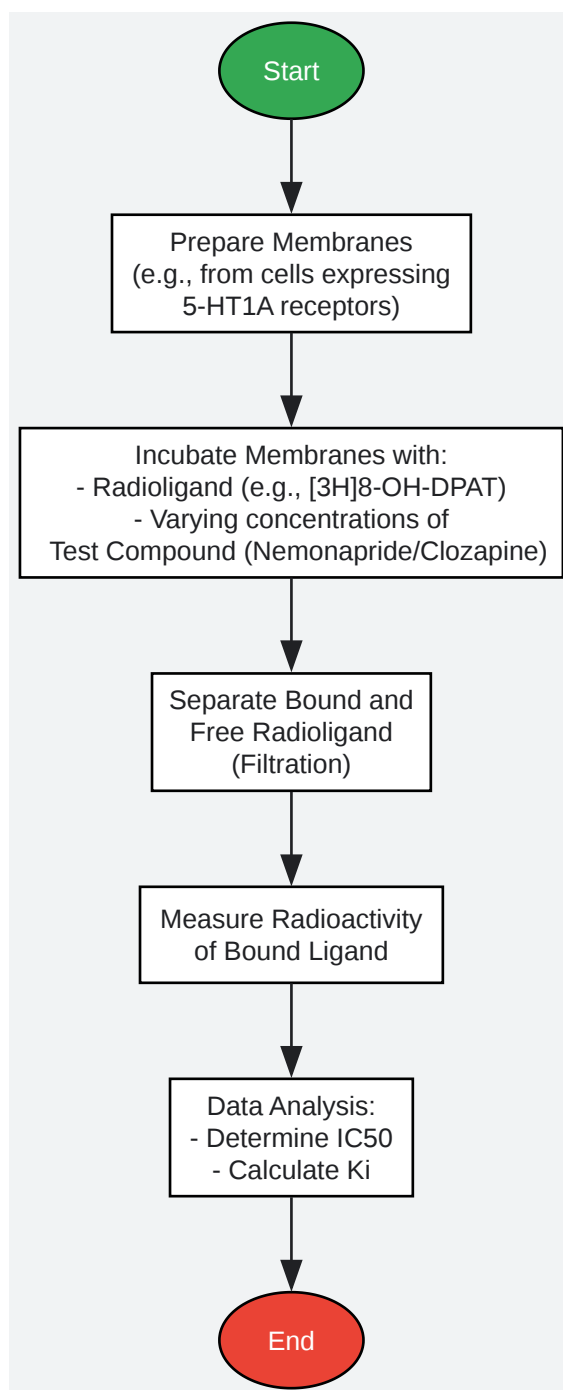 Start
Prepare Membranes
(e.g., from cells expressing
5-HT1A receptors)
Incubate Membranes with:
- Radioligand (e.g., [3H]8-OH-DPAT)
- Varying concentrations of
Test Compound (Nemonapride/Clozapine)
Separate Bound and
Free Radioligand
(Filtration)
Measure Radioactivity
of Bound Ligand
Data Analysis:
- Determine IC50
- Calculate Ki
End